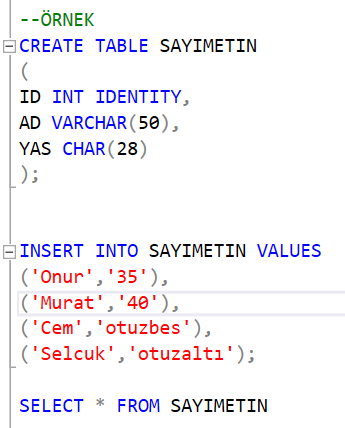 --ÖRNEK
CREATE TABLE SAYIMETIN
(
ID INT IDENTITY,
AD VARCHAR(50),
YAS CHAR(28)
);
INSERT INTO SAYIMETIN VALUES
('Onur','35'),
('Murat','40'),
('Cem','otuzbes'),
('Selcuk','otuzaltı');
SELECT * FROM SAYIMETIN